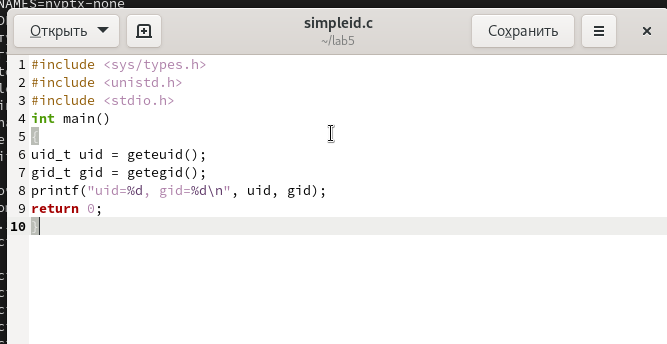 NAMES=nvptx-none
Открыть
simpleid.c
~/lab5
Сохранить
1 #include <sys/types.h>
2 #include <unistd.h>
3 #include <stdio.h>
4 int main()
5 {
6 uid_t uid = geteuid();
7 gid_t gid = getegid();
8 printf("uid=%d, gid=%d\n", uid, gid);
9 return 0;
10 }